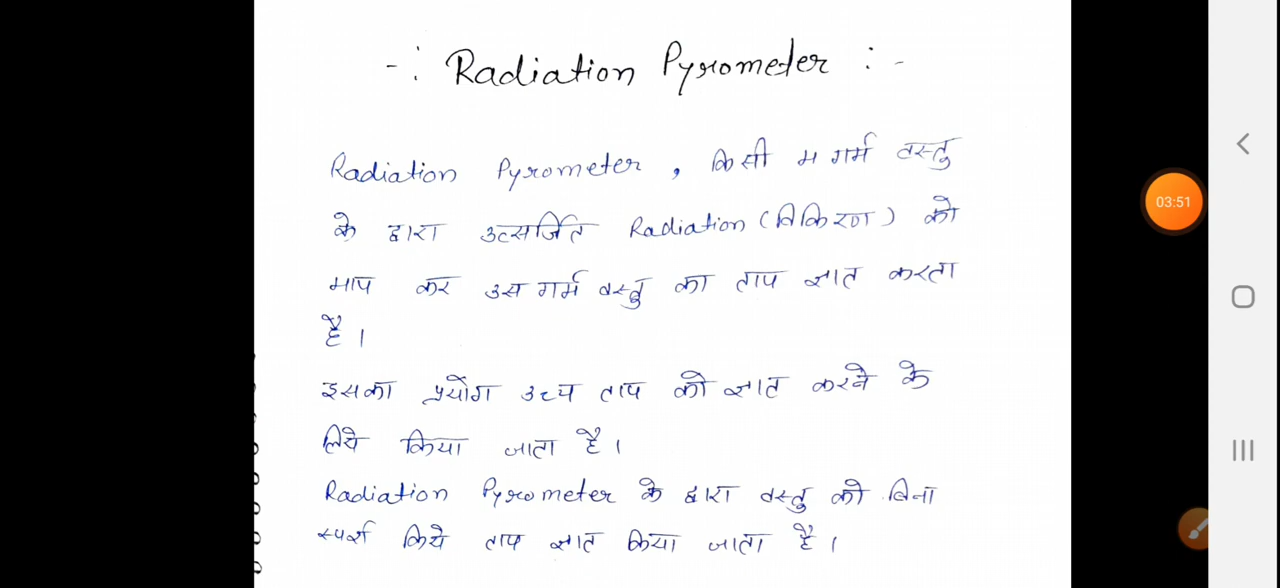 -: Radiation Pyrometer :-
Radiation Pyrometer, किसी म गर्म वस्तु
के द्वारा उत्सर्जित Radiation (विकिरण) को
माप कर उस गर्म वस्तु का ताप ज्ञात करता
है।
इसका प्रयोग उच्च ताप को ज्ञात करने के
लिये किया जाता है।
Radiation Pyrometer के द्वारा वस्तु को बिना
स्पर्श किये ताप ज्ञात किया जाता है।
03:51